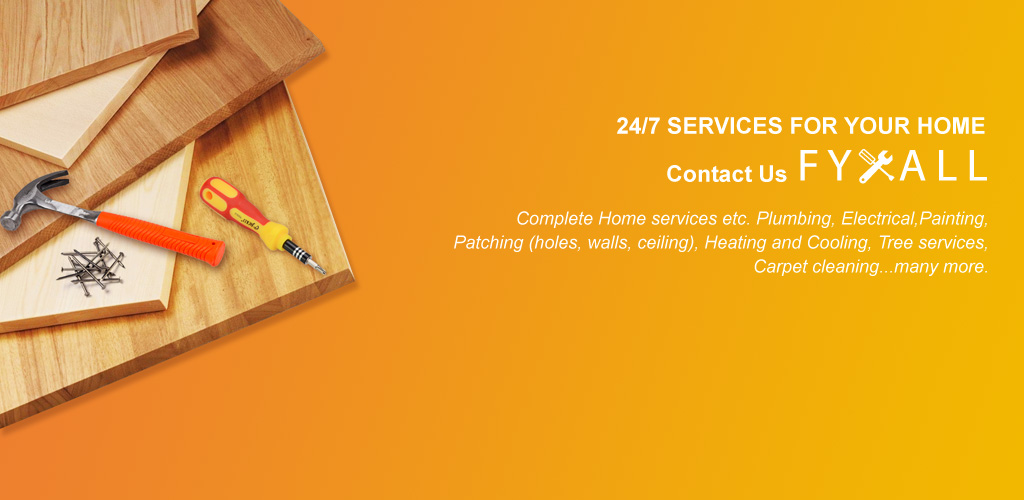 24/7 SERVICES FOR YOUR HOME
Contact Us FYXALL
Complete Home services etc. Plumbing, Electrical,Painting,
Patching (holes, walls, ceiling), Heating and Cooling, Tree services,
Carpet cleaning...many more.